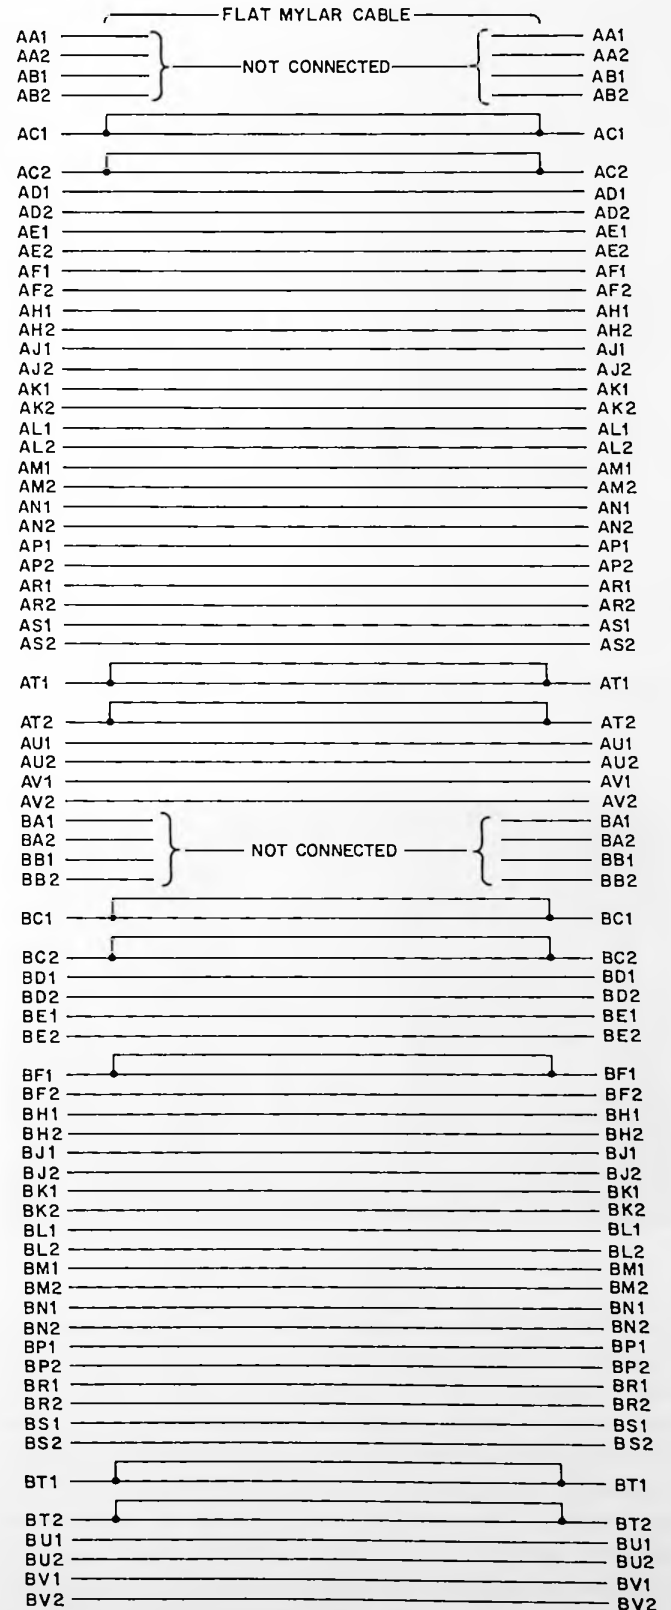 FLAT MYLAR CABLE
AA1 AA1
AA2 AA2
NOT CONNECTED
AB1 AB1
AB2 AB2
AC1 AC1
AC2 AC2
AD1 AD1
AD2 AD2
AE1 AE1
AE2 AE2
AF1 AF1
AF2 AF2
AH1 AH1
AH2 AH2
AJ1 AJ1
AJ2 AJ2
AK1 AK1
AK2 AK2
AL1 AL1
AL2 AL2
AM1 AM1
AM2 AM2
AN1 AN1
AN2 AN2
AP1 AP1
AP2 AP2
AR1 AR1
AR2 AR2
AS1 AS1
AS2 AS2
AT1 AT1
AT2 AT2
AU1 AU1
AU2 AU2
AV1 AV1
AV2 AV2
BA1 BA1
BA2 BA2
NOT CONNECTED
BB1 BB1
BB2 BB2
BC1 BC1
BC2 BC2
BD1 BD1
BD2 BD2
BE1 BE1
BE2 BE2
BF1 BF1
BF2 BF2
BH1 BH1
BH2 BH2
BJ1 BJ1
BJ2 BJ2
BK1 BK1
BK2 BK2
BL1 BL1
BL2 BL2
BM1 BM1
BM2 BM2
BN1 BN1
BN2 BN2
BP1 BP1
BP2 BP2
BR1 BR1
BR2 BR2
BS1 BS1
BS2 BS2
BT1 BT1
BT2 BT2
BU1 BU1
BU2 BU2
BV1 BV1
BV2 BV2